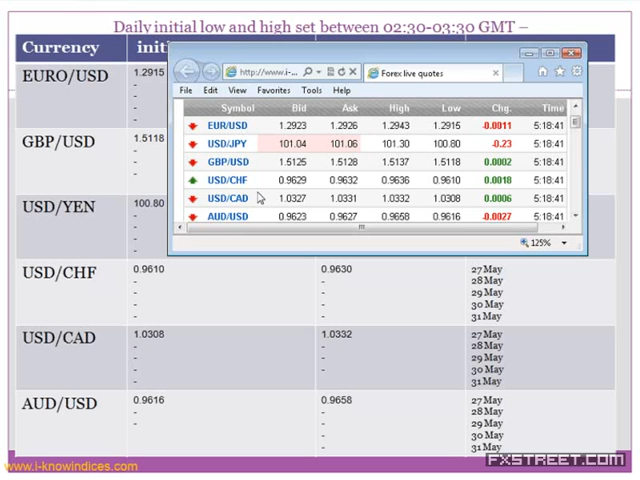 Daily initial low and high set between 02:30-03:30 GMT –
Currency
EURO/USD 1.2915
-
-
-
-
GBP/USD 1.5118
-
-
-
-
USD/YEN 100.80
-
-
-
-
USD/CHF 0.9610 0.9630 27 May
- - 28 May
- - 29 May
- - 30 May
- - 31 May
USD/CAD 1.0308 1.0332 27 May
- - 28 May
- - 29 May
- - 30 May
- - 31 May
AUD/USD 0.9616 0.9658 27 May
- - 28 May
- - 29 May
- - 30 May
- - 31 May
http://www.i-
Forex live quotes
File Edit View Favorites Tools Help
Symbol Bid Ask High Low Chg. Time
EUR/USD 1.2923 1.2926 1.2943 1.2915 -0.0011 5:18:41
USD/JPY 101.04 101.06 101.30 100.80 -0.23 5:18:41
GBP/USD 1.5125 1.5128 1.5137 1.5118 0.0002 5:18:41
USD/CHF 0.9629 0.9632 0.9636 0.9610 0.0018 5:18:41
USD/CAD 1.0327 1.0331 1.0332 1.0308 0.0006 5:18:41
AUD/USD 0.9623 0.9627 0.9658 0.9616 -0.0027 5:18:41
125%
www.i-knowindices.com
FXSTREET.COM